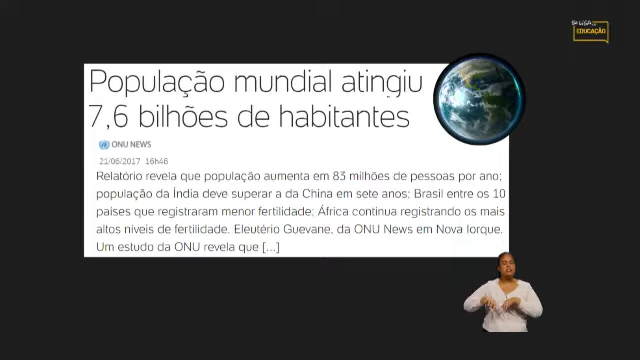 Se LIGA na
EDUCAÇÃO
População mundial atingiu
7,6 bilhões de habitantes
ONU NEWS
21/06/2017 16h46
Relatório revela que população aumenta em 83 milhões de pessoas por ano;
população da Índia deve superar a da China em sete anos; Brasil entre os 10
países que registraram menor fertilidade; África continua registrando os mais
altos níveis de fertilidade. Eleutério Guevane, da ONU News em Nova Iorque.
Um estudo da ONU revela que [...]